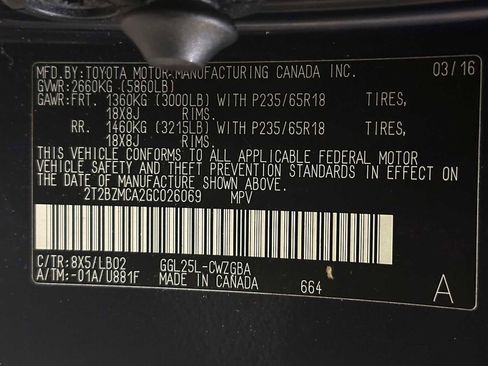 MFD.BY:TOYOTA MOTOR MANUFACTURING CANADA INC. 03/16
GVWR:2660KG (5860LB)
GAWR:FRT. 1360KG (3000LB) WITH P235/65R18 TIRES,
18X8J RIMS.
RR. 1460KG (3215LB) WITH P235/65R18 TIRES,
18X8J RIMS.
THIS VEHICLE CONFORMS TO ALL APPLICABLE FEDERAL MOTOR
VEHICLE SAFETY AND THEFT PREVENTION STANDARDS IN EFFECT ON
THE DATE OF MANUFACTURE SHOWN ABOVE.
2T2BZMCA2GC026069 MPV
C/TR:8X5/LB02 GGL25L-CWZGBA
A/TM:-01A/U881F MADE IN CANADA 664 A